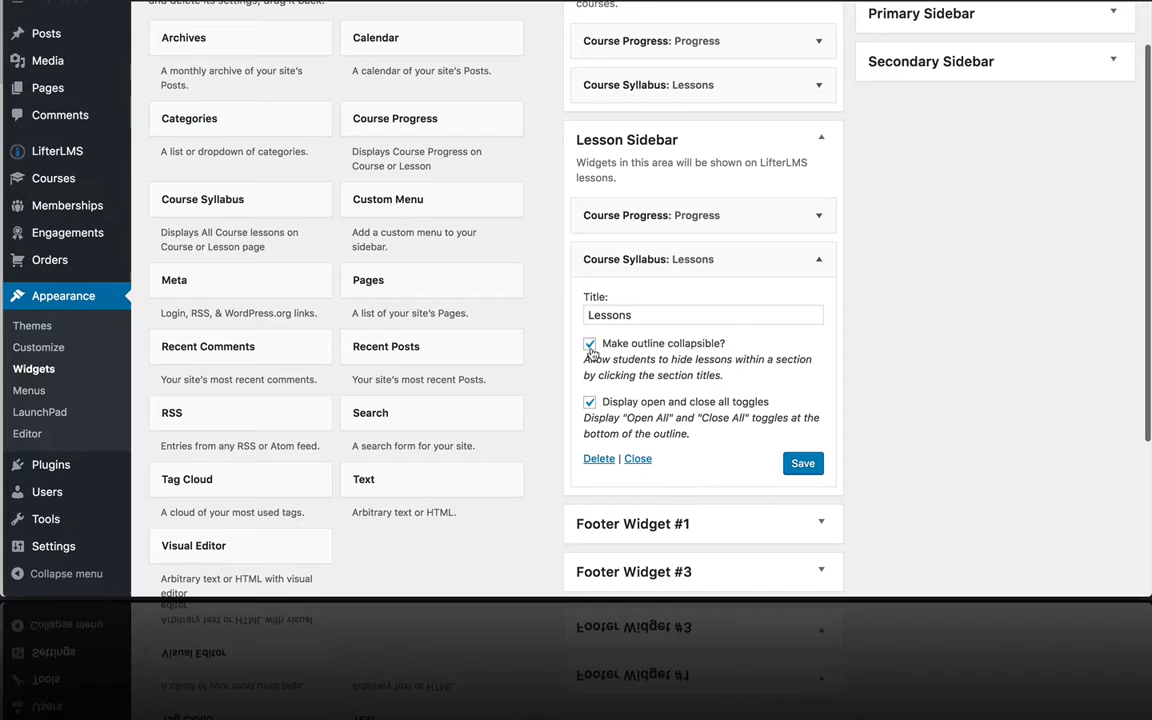 Posts
Media
Pages
Comments
LifterLMS
Courses
Memberships
Engagements
Orders
Appearance
Themes
Customize
Widgets
Menus
LaunchPad
Editor
Plugins
Users
Tools
Settings
Collapse menu
Archives
A monthly archive of your site's
Posts.
Calendar
A calendar of your site's Posts.
Categories
A list or dropdown of categories.
Course Progress
Displays Course Progress on
Course or Lesson
Course Syllabus
Displays All Course lessons on
Course or Lesson page
Custom Menu
Add a custom menu to your
sidebar.
Meta
Login, RSS, & WordPress.org links.
Pages
A list of your site's Pages.
Recent Comments
Your site's most recent comments.
Recent Posts
Your site's most recent Posts.
RSS
Entries from any RSS or Atom feed.
Search
A search form for your site.
Tag Cloud
A cloud of your most used tags.
Text
Arbitrary text or HTML.
Visual Editor
Arbitrary text or HTML with visual
editor
courses.
Course Progress: Progress
Course Syllabus: Lessons
Lesson Sidebar
Widgets in this area will be shown on LifterLMS
lessons.
Course Progress: Progress
Course Syllabus: Lessons
Title:
Lessons
Make outline collapsible?
Allow students to hide lessons within a section
by clicking the section titles.
Display open and close all toggles
Display "Open All" and "Close All" toggles at the
bottom of the outline.
Delete | Close
Save
Footer Widget #1
Footer Widget #3
Primary Sidebar
Secondary Sidebar